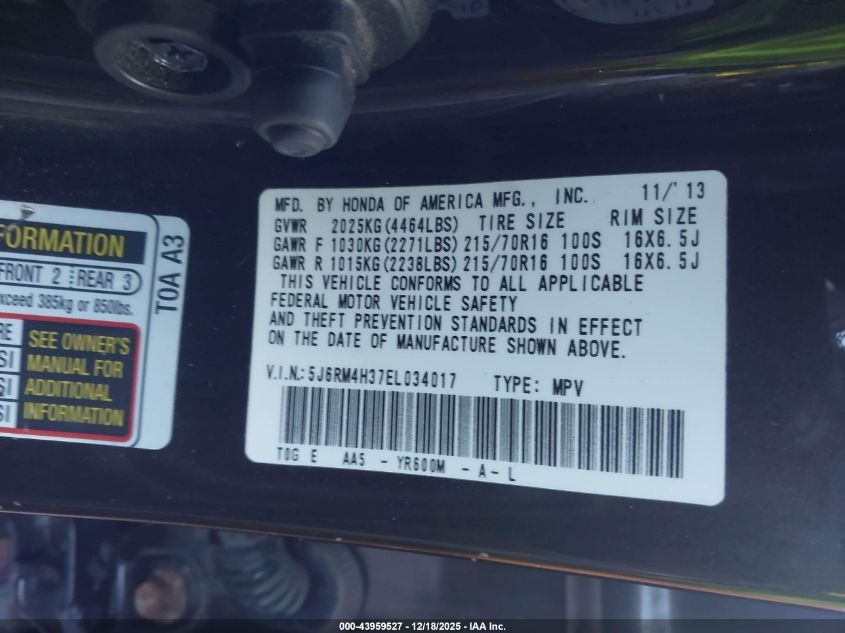 FORMATION
FRONT 2 REAR 3
xceed 385kg or 850lbs.
SEE OWNER'S
MANUAL FOR
ADDITIONAL
INFORMATION
RE
SI
SI
SI
T0A A3
MFD. BY HONDA OF AMERICA MFG., INC. 11/'13
GVWR 2025KG(4464LBS) TIRE SIZE RIM SIZE
GAWR F 1030KG(2271LBS) 215/70R16 100S 16X6.5J
GAWR R 1015KG(2238LBS) 215/70R16 100S 16X6.5J
THIS VEHICLE CONFORMS TO ALL APPLICABLE
FEDERAL MOTOR VEHICLE SAFETY
AND THEFT PREVENTION STANDARDS IN EFFECT
ON THE DATE OF MANUFACTURE SHOWN ABOVE.
V.I.N.: 5J6RM4H37EL034017 TYPE: MPV
T0G E AA5 - YR600M - A - L
000-43959527 - 12/18/2025 - IAA Inc.